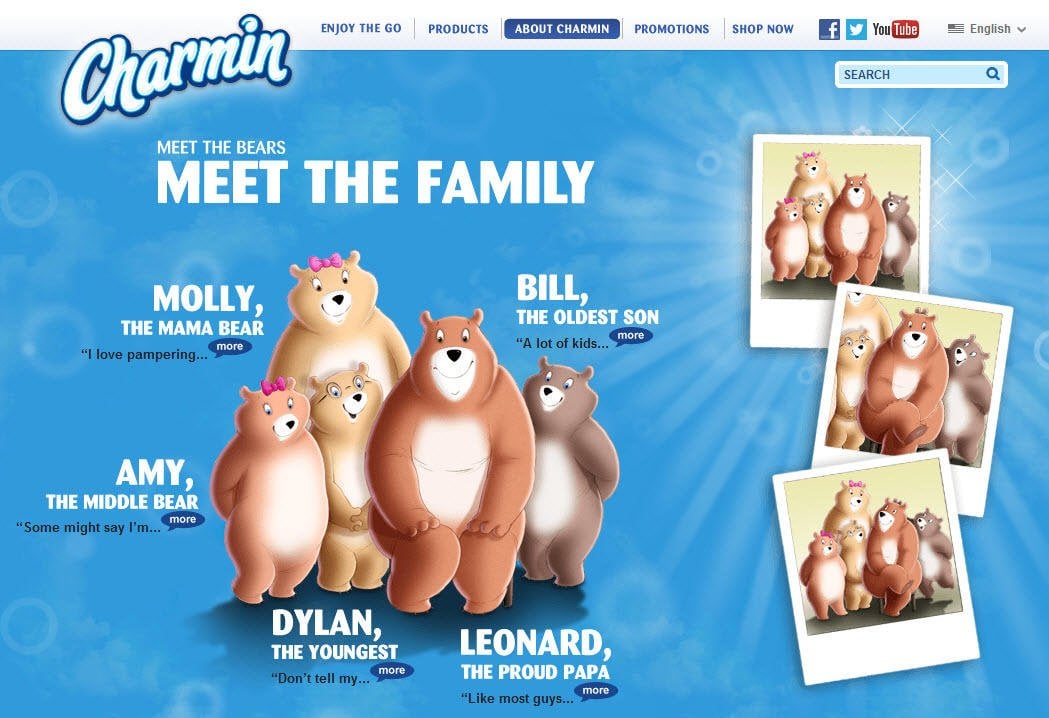 Charmin
ENJOY THE GO
PRODUCTS
ABOUT CHARMIN
PROMOTIONS
SHOP NOW
f
You Tube
English
SEARCH
MEET THE BEARS
MEET THE FAMILY
MOLLY,
THE MAMA BEAR
“I love pampering... more
BILL,
THE OLDEST SON
“A lot of kids... more
AMY,
THE MIDDLE BEAR
“Some might say I'm... more
DYLAN,
THE YOUNGEST
“Don't tell my... more
LEONARD,
THE PROUD PAPA
“Like most guys... more